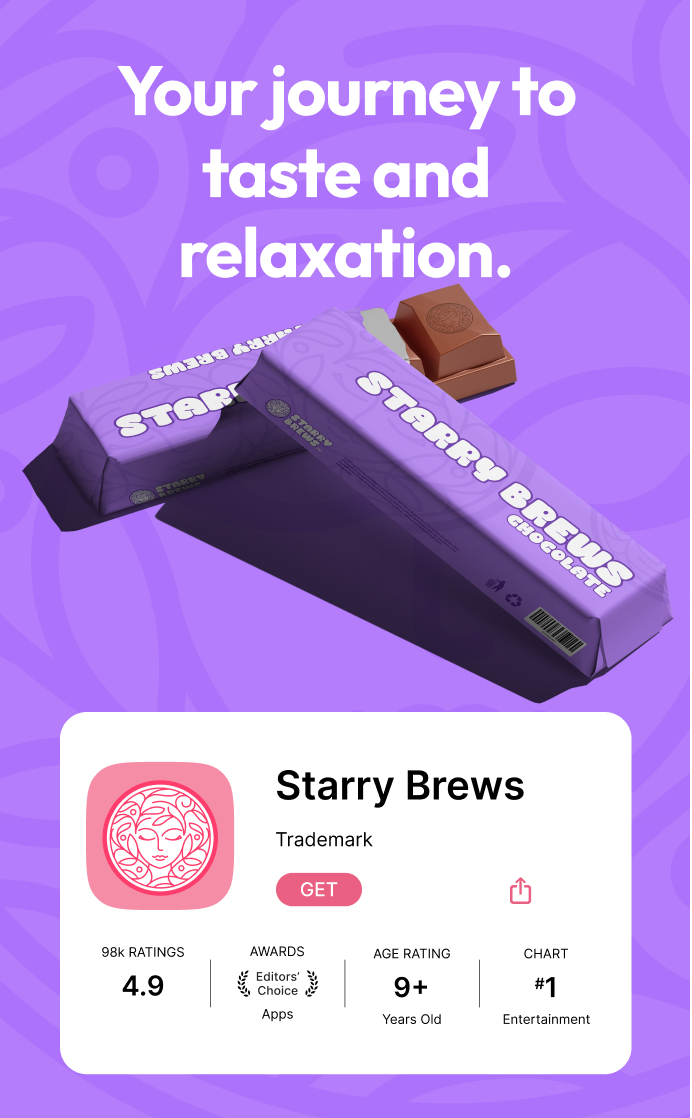 Your journey to
taste and
relaxation.
STARRY BREWS
STARRY BREWS
CHOCOLATE
STARRY
BREWS
STARRY
BREWS
Starry Brews
Trademark
GET
98k RATINGS
4.9
AWARDS
Editors’
Choice
Apps
AGE RATING
9+
Years Old
CHART
#1
Entertainment